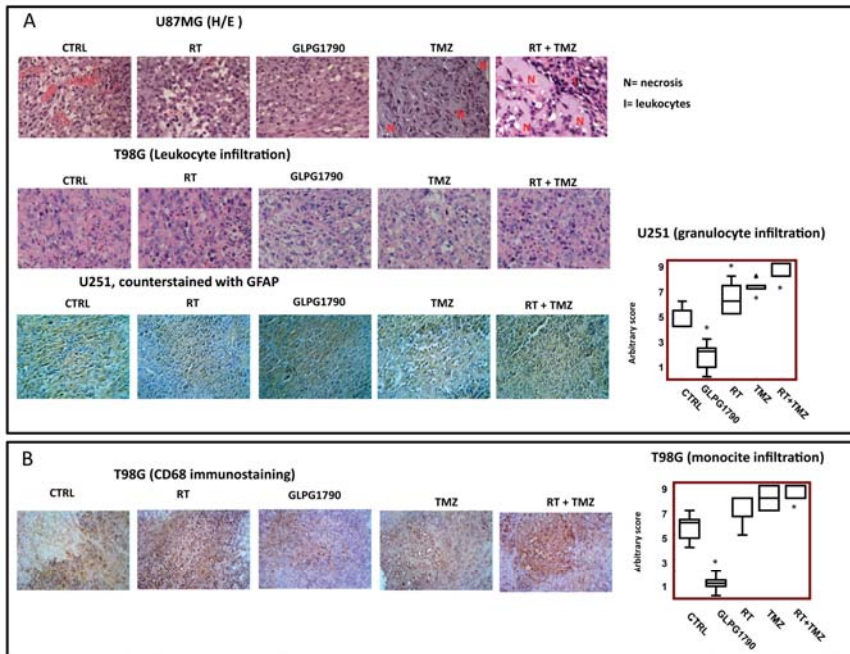 A
U87MG (H/E )
CTRL RT GLPG1790 TMZ RT + TMZ
N N N N N N I
N= necrosis
I= leukocytes
T98G (Leukocyte infiltration)
CTRL RT GLPG1790 TMZ RT + TMZ
U251, counterstained with GFAP
CTRL RT GLPG1790 TMZ RT + TMZ
U251 (granulocyte infiltration)
Arbitrary score
9
7
5
3
1
CTRL GLPG1790 RT TMZ RT+TMZ
B
T98G (CD68 immunostaining)
CTRL RT GLPG1790 TMZ RT + TMZ
T98G (monocite infiltration)
Arbitrary score
9
7
5
3
1
CTRL GLPG1790 RT TMZ RT+TMZ